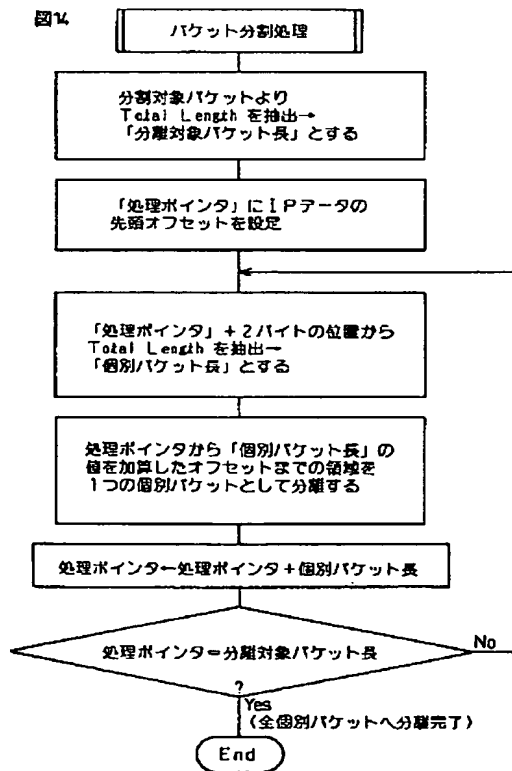 図14
パケット分割処理
分割対象パケットより
Total Length を抽出→
「分離対象パケット長」とする
「処理ポインタ」にIPデータの
先頭オフセットを設定
「処理ポインタ」+2バイトの位置から
Total Length を抽出→
「個別パケット長」とする
処理ポインタから「個別パケット長」の
値を加算したオフセットまでの領域を
1つの個別パケットとして分離する
処理ポインタ←処理ポインタ+個別パケット長
処理ポインタ=分離対象パケット長
No
?
Yes
(全個別パケットへ分離完了)
End